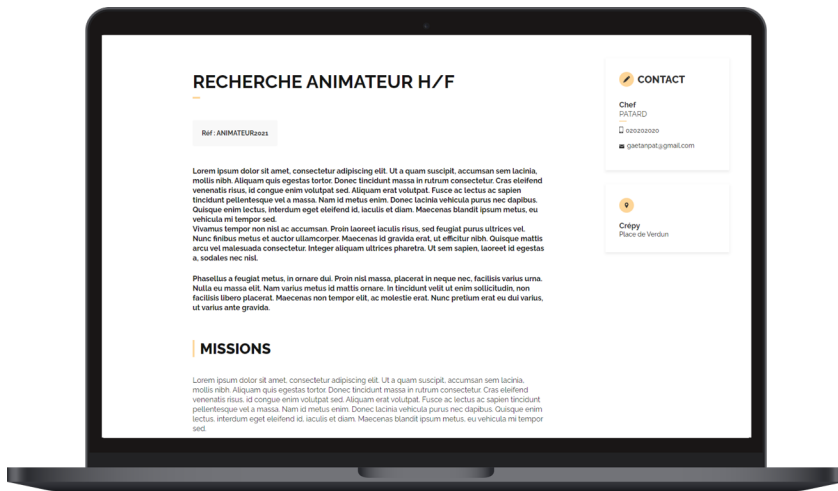 RECHERCHE ANIMATEUR H/F
Réf : ANIMATEUR2021
Lorem ipsum dolor sit amet, consectetur adipiscing elit. Ut a quam suscipit, accumsan sem lacinia,
mollis nibh. Aliquam quis egestas tortor. Donec tincidunt massa in rutrum consectetur. Cras eleifend
venenatis risus, id congue enim volutpat sed. Aliquam erat volutpat. Fusce ac lectus ac sapien
tincidunt pellentesque vel a massa. Nam id metus enim. Donec lacinia vehicula purus nec dapibus.
Quisque enim lectus, interdum eget eleifend id, iaculis et diam. Maecenas blandit ipsum metus, eu
vehicula mi tempor sed.
Vivamus tempor non nisl ac accumsan. Proin laoreet iaculis risus, sed feugiat purus ultrices vel.
Nunc finibus metus et auctor ullamcorper. Maecenas id gravida erat, ut efficitur nibh. Quisque mattis
arcu vel malesuada consectetur. Integer aliquam ultrices pharetra. Ut sem sapien, laoreet id egestas
a, sodales nec nisl.
Phasellus a feugiat metus, in ornare dui. Proin nisl massa, placerat in neque nec, facilisis varius urna.
Nulla eu massa elit. Nam varius metus id mattis ornare. In tincidunt velit ut enim sollicitudin, non
facilisis libero placerat. Maecenas non tempor elit, ac molestie erat. Nunc pretium erat eu dui varius,
ut varius ante gravida.
MISSIONS
Lorem ipsum dolor sit amet, consectetur adipiscing elit. Ut a quam suscipit, accumsan sem lacinia,
mollis nibh. Aliquam quis egestas tortor. Donec tincidunt massa in rutrum consectetur. Cras eleifend
venenatis risus, id congue enim volutpat sed. Aliquam erat volutpat. Fusce ac lectus ac sapien tincidunt
pellentesque vel a massa. Nam id metus enim. Donec lacinia vehicula purus nec dapibus. Quisque enim
lectus, interdum eget eleifend id, iaculis et diam. Maecenas blandit ipsum metus, eu vehicula mi tempor
sed.
CONTACT
Chef
PATARD
020202020
gaetanpat@gmail.com
Crépy
Place de Verdun